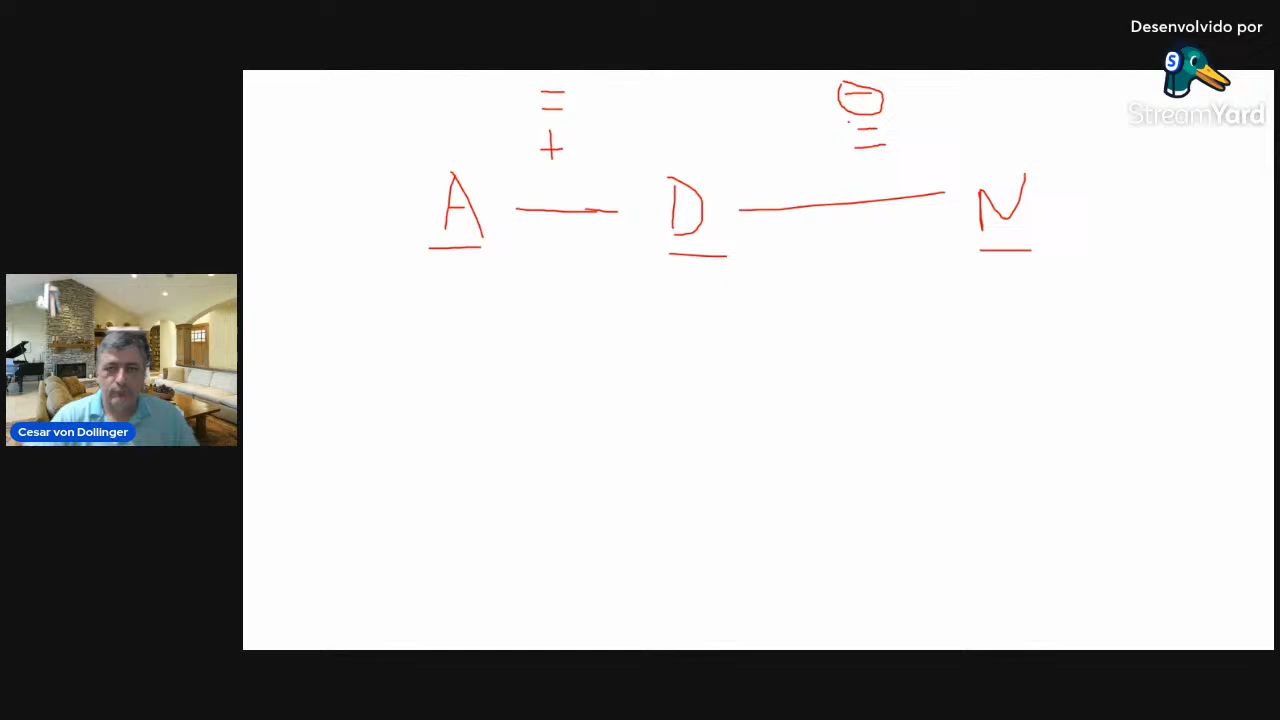 Desenvolvido por
S
StreamYard
= −
+ =
A — D — N
Cesar von Dollinger